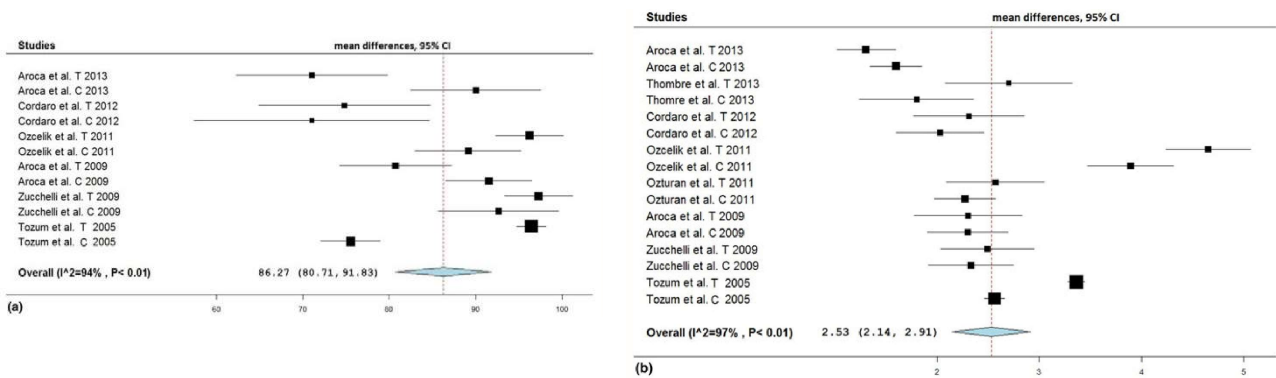 Studies mean differences, 95% CI
Aroca et al. T 2013
Aroca et al. C 2013
Cordaro et al. T 2012
Cordaro et al. C 2012
Ozcelik et al. T 2011
Ozcelik et al. C 2011
Aroca et al. T 2009
Aroca et al. C 2009
Zucchelli et al. T 2009
Zucchelli et al. C 2009
Tozum et al. T 2005
Tozum et al. C 2005
Overall (I^2=94% , P< 0.01) 86.27 (80.71, 91.83)
(a)
60 70 80 90 100
Studies mean differences, 95% CI
Aroca et al. T 2013
Aroca et al. C 2013
Thombre et al. T 2013
Thomre et al. C 2013
Cordaro et al. T 2012
Cordaro et al. C 2012
Ozcelik et al. T 2011
Ozcelik et al. C 2011
Ozturan et al. T 2011
Ozturan et al. C 2011
Aroca et al. T 2009
Aroca et al. C 2009
Zucchelli et al. T 2009
Zucchelli et al. C 2009
Tozum et al. T 2005
Tozum et al. C 2005
Overall (I^2=97% , P< 0.01) 2.53 (2.14, 2.91)
(b)
2 3 4 5